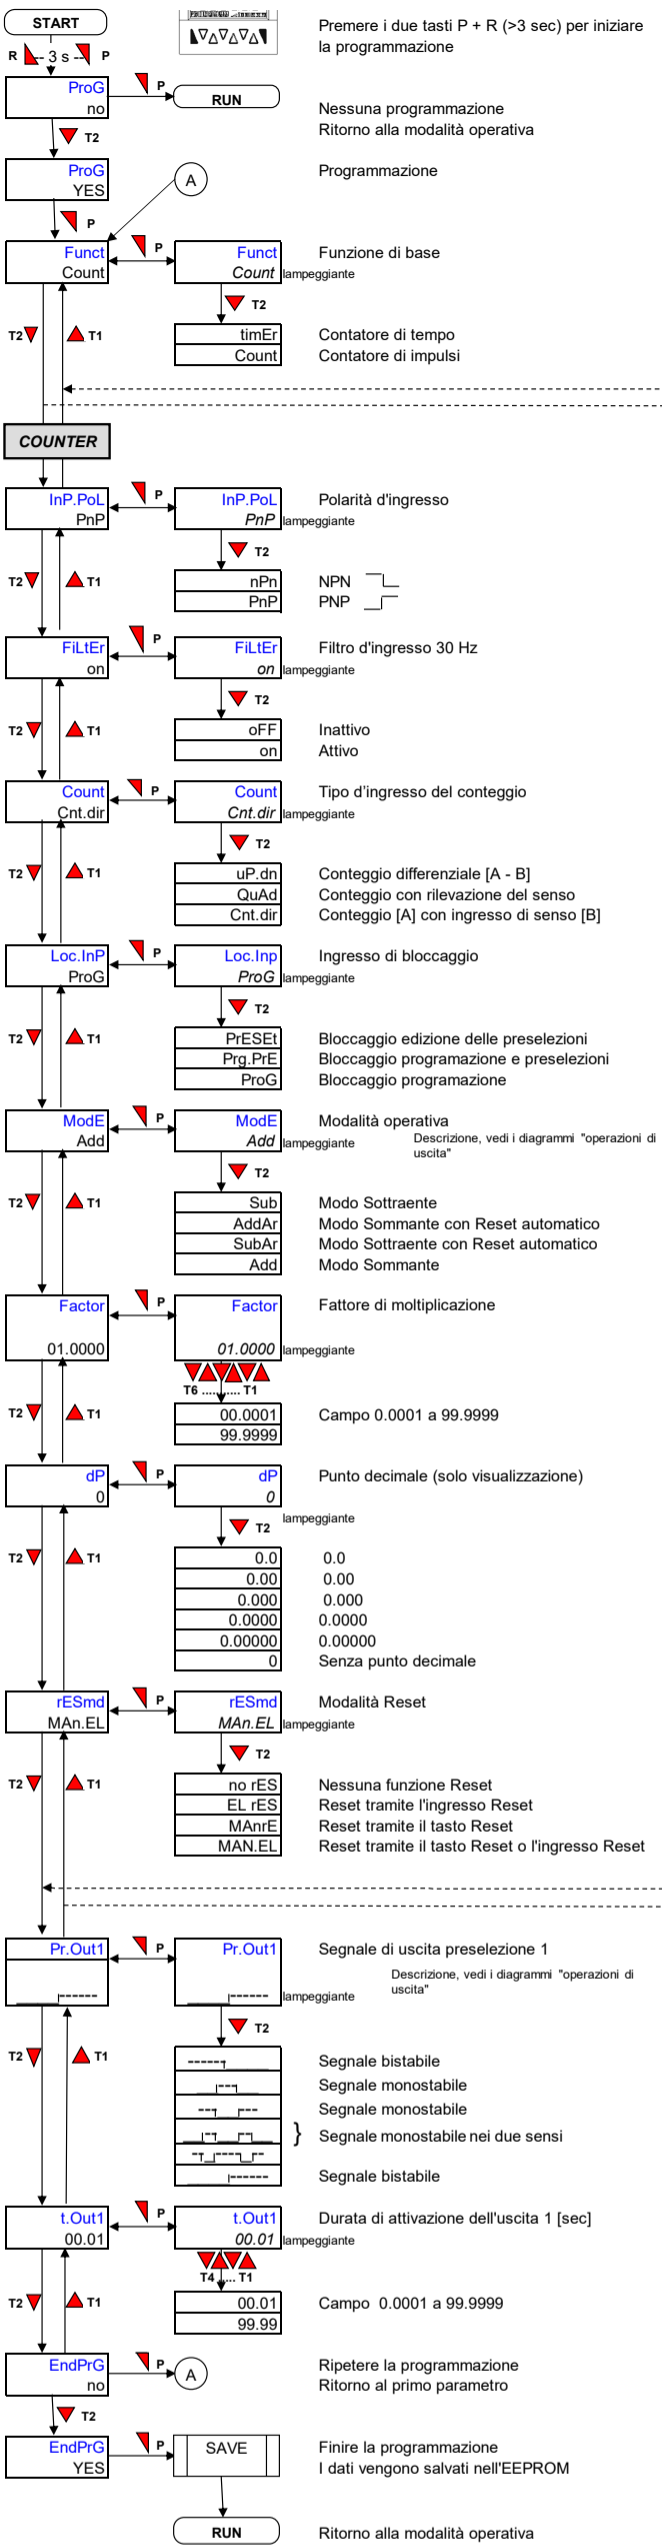 START
Premere i due tasti P + R (>3 sec) per iniziare
la programmazione
R -- 3 s -- P
ProG
no
P
RUN
Nessuna programmazione
Ritorno alla modalità operativa
T2
ProG
YES
A
Programmazione
P
Funct
Count
P
Funct
Count
lampeggiante
Funzione di base
T2
T2
T1
timEr
Contatore di tempo
Count
Contatore di impulsi
COUNTER
InP.PoL
PnP
P
InP.PoL
PnP
lampeggiante
Polarità d'ingresso
T2
T2
T1
nPn
NPN
PnP
PNP
FiLtEr
on
P
FiLtEr
on
lampeggiante
Filtro d'ingresso 30 Hz
T2
T2
T1
oFF
Inattivo
on
Attivo
Count
Cnt.dir
P
Count
Cnt.dir
lampeggiante
Tipo d'ingresso del conteggio
T2
T2
T1
uP.dn
Conteggio differenziale [A - B]
QuAd
Conteggio con rilevazione del senso
Cnt.dir
Conteggio [A] con ingresso di senso [B]
Loc.InP
ProG
P
Loc.Inp
ProG
lampeggiante
Ingresso di bloccaggio
T2
T2
T1
PrESEt
Bloccaggio edizione delle preselezioni
Prg.PrE
Bloccaggio programazione e preselezioni
ProG
Bloccaggio programazione
ModE
Add
P
ModE
Add
lampeggiante
Modalità operativa
Descrizione, vedi i diagrammi "operazioni di
uscita"
T2
T2
T1
Sub
Modo Sottraente
AddAr
Modo Sommante con Reset automatico
SubAr
Modo Sottraente con Reset automatico
Add
Modo Sommante
Factor
01.0000
P
Factor
01.0000
lampeggiante
Fattore di moltiplicazione
T6 .......... T1
T2
T1
00.0001
99.9999
Campo 0.0001 a 99.9999
dP
0
P
dP
0
lampeggiante
Punto decimale (solo visualizzazione)
T2
T2
T1
0.0
0.0
0.00
0.00
0.000
0.000
0.0000
0.0000
0.00000
0.00000
0
Senza punto decimale
rESmd
MAn.EL
P
rESmd
MAn.EL
lampeggiante
Modalità Reset
T2
T2
T1
no rES
Nessuna funzione Reset
EL rES
Reset tramite l'ingresso Reset
MAnrE
Reset tramite il tasto Reset
MAN.EL
Reset tramite il tasto Reset o l'ingresso Reset
Pr.Out1
P
Pr.Out1
lampeggiante
Segnale di uscita preselezione 1
Descrizione, vedi i diagrammi "operazioni di
uscita"
T2
T2
T1
Segnale bistabile
Segnale monostabile
Segnale monostabile
} Segnale monostabile nei due sensi
Segnale bistabile
t.Out1
00.01
P
t.Out1
00.01
lampeggiante
Durata di attivazione dell'uscita 1 [sec]
T4 ..... T1
T2
T1
00.01
99.99
Campo 0.0001 a 99.9999
EndPrG
no
P
A
Ripetere la programmazione
Ritorno al primo parametro
T2
EndPrG
YES
P
SAVE
Finire la programmazione
I dati vengono salvati nell'EEPROM
RUN
Ritorno alla modalità operativa